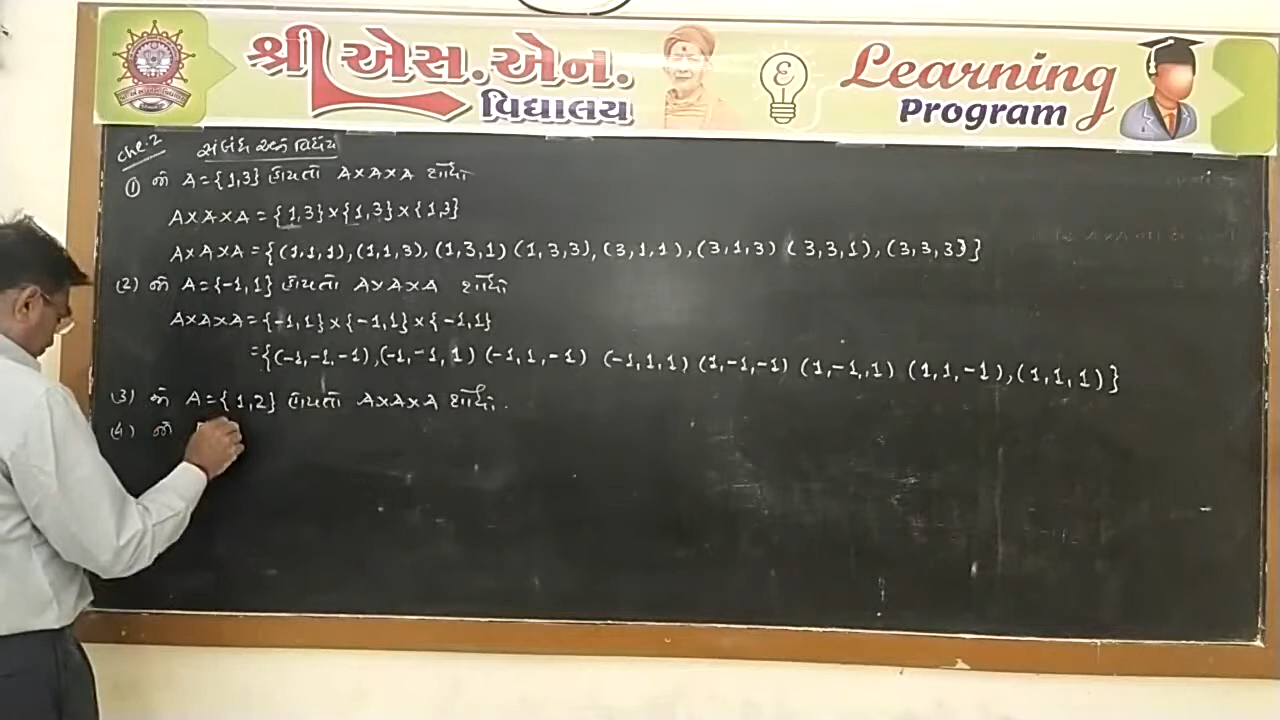 શ્રી એસ.એન. વિદ્યાલય
Learning Program
Che.2 સંબંધ અને વિધેય
(1) જો A={1,3} હોયતો A×A×A શોધો
A×A×A = {1,3}×{1,3}×{1,3}
A×A×A = {(1,1,1),(1,1,3),(1,3,1) (1,3,3),(3,1,1),(3,1,3) (3,3,1),(3,3,3)}
(2) જો A={-1,1} હોયતો A×A×A શોધો
A×A×A = {-1,1}×{-1,1}×{-1,1}
={(-1,-1,-1),(-1,-1,1) (-1,1,-1) (-1,1,1) (1,-1,-1) (1,-1,1) (1,1,-1),(1,1,1)}
(3) જો A={1,2} હોયતો A×A×A શોધો.
(4) જો